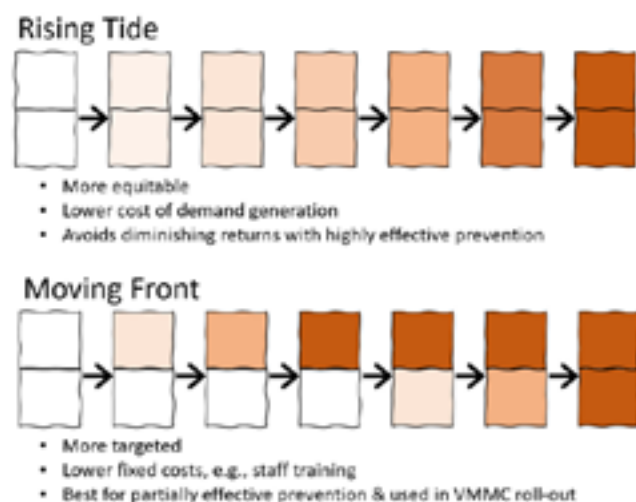 Rising Tide
• More equitable
• Lower cost of demand generation
• Avoids diminishing returns with highly effective prevention
Moving Front
• More targeted
• Lower fixed costs, e.g., staff training
• Best for partially effective prevention & used in VMMC roll-out